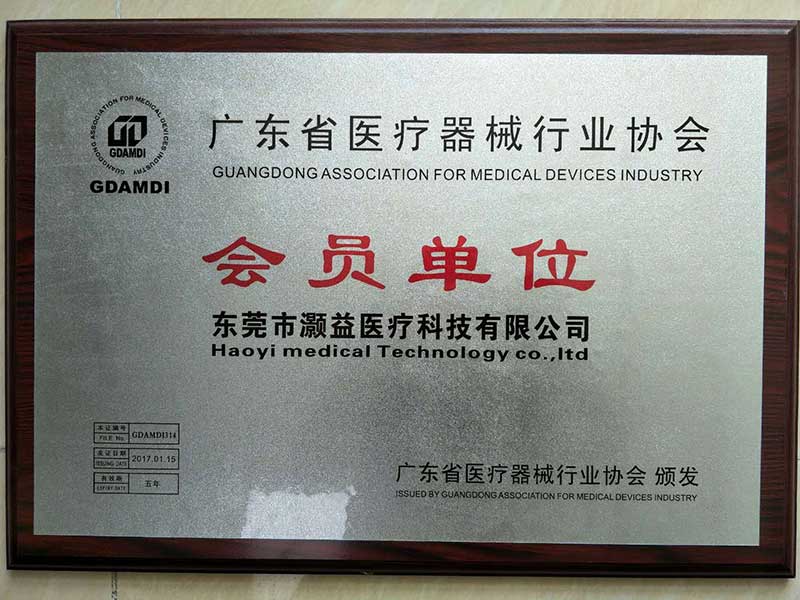 GUANGDONG ASSOCIATION FOR MEDICAL DEVICES INDUSTRY
GDAMDI
GDAMDI
广东省医疗器械行业协会
GUANGDONG ASSOCIATION FOR MEDICAL DEVICES INDUSTRY
会员单位
东莞市灏益医疗科技有限公司
Haoyi medical Technology co.,ltd
本证编号
FILE No.
GDAMDI314
发证日期
ISSUING DATE
2017.01.15
有效期
EXPIRY DATE
五年
广东省医疗器械行业协会 颁发
ISSUED BY GUANGDONG ASSOCIATION FOR MEDICAL DEVICES INDUSTRY